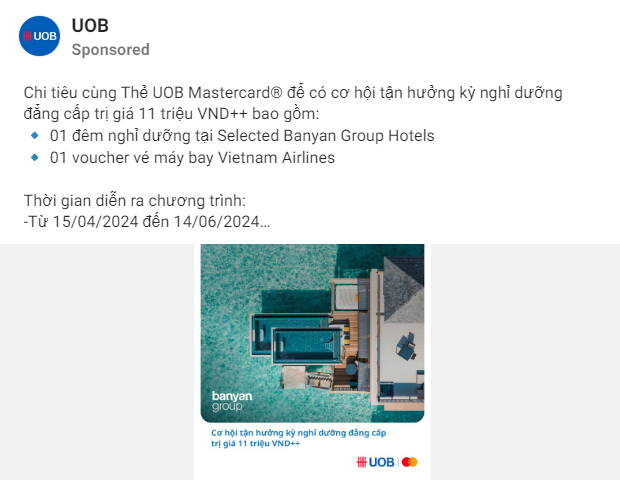 UOB
UOB
Sponsored
Chi tiêu cùng Thẻ UOB Mastercard® để có cơ hội tận hưởng kỳ nghỉ dưỡng
đẳng cấp trị giá 11 triệu VND++ bao gồm:
🔹 01 đêm nghỉ dưỡng tại Selected Banyan Group Hotels
🔹 01 voucher vé máy bay Vietnam Airlines
Thời gian diễn ra chương trình:
-Từ 15/04/2024 đến 14/06/2024…
banyan
group
Cơ hội tận hưởng kỳ nghỉ dưỡng đẳng cấp
trị giá 11 triệu VND++
UOB